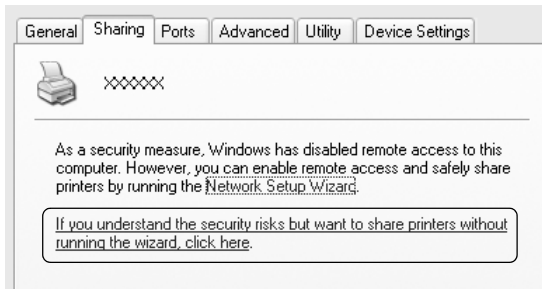 General Sharing Ports Advanced Utility Device Settings
XXXXXX
As a security measure, Windows has disabled remote access to this
computer. However, you can enable remote access and safely share
printers by running the Network Setup Wizard.
If you understand the security risks but want to share printers without
running the wizard, click here.